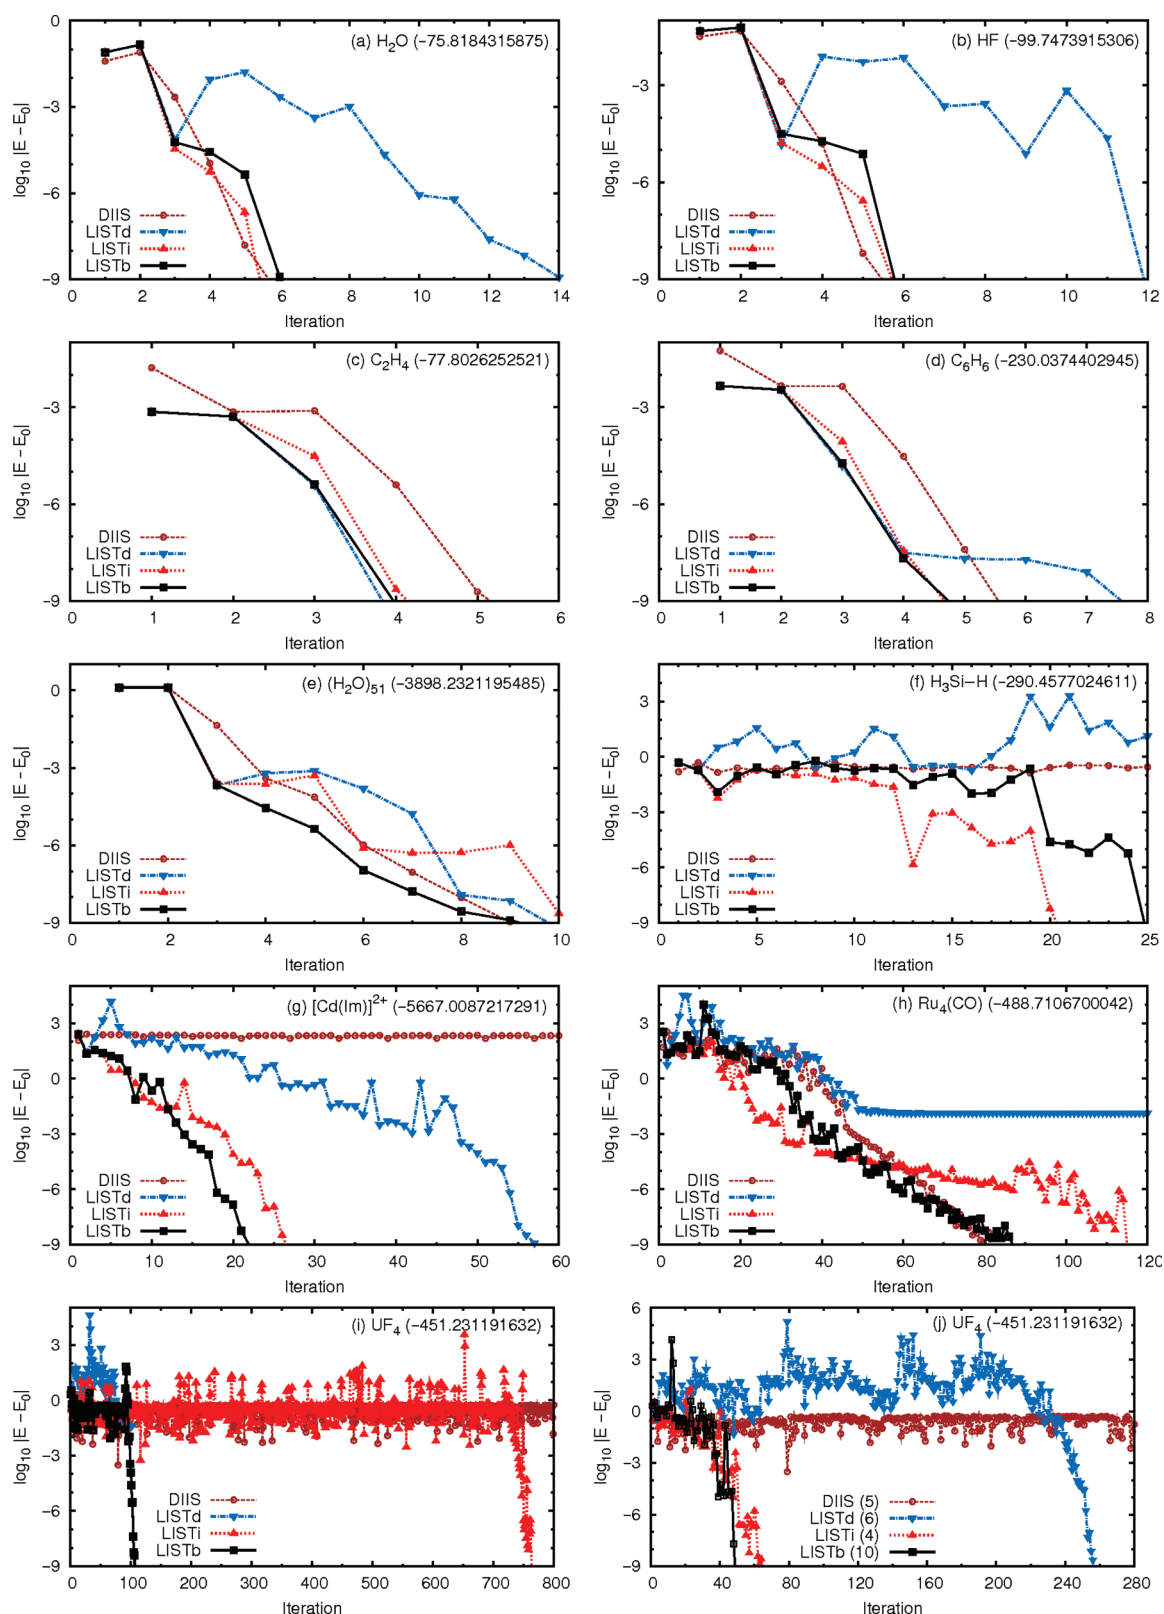 0
−3
−6
−9
log10 |E − E0|
(a) H2O (−75.8184315875)
DIIS
LISTd
LISTi
LISTb
0 2 4 6 8 10 12 14
Iteration
0
−3
−6
−9
log10 |E − E0|
(b) HF (−99.7473915306)
DIIS
LISTd
LISTi
LISTb
0 2 4 6 8 10 12
Iteration
−3
−6
−9
log10 |E − E0|
(c) C2H4 (−77.8026252521)
DIIS
LISTd
LISTi
LISTb
0 1 2 3 4 5 6
Iteration
−3
−6
−9
log10 |E − E0|
(d) C6H6 (−230.0374402945)
DIIS
LISTd
LISTi
LISTb
0 1 2 3 4 5 6 7 8
Iteration
0
−3
−6
−9
log10 |E − E0|
(e) (H2O)51 (−3898.2321195485)
DIIS
LISTd
LISTi
LISTb
0 2 4 6 8 10
Iteration
3
0
−3
−6
−9
log10 |E − E0|
(f) H3Si−H (−290.4577024611)
DIIS
LISTd
LISTi
LISTb
0 5 10 15 20 25
Iteration
3
0
−3
−6
−9
log10 |E − E0|
(g) [Cd(Im)]2+ (−5667.0087217291)
DIIS
LISTd
LISTi
LISTb
0 10 20 30 40 50 60
Iteration
3
0
−3
−6
−9
log10 |E − E0|
(h) Ru4(CO) (−488.7106700042)
DIIS
LISTd
LISTi
LISTb
0 20 40 60 80 100 120
Iteration
3
0
−3
−6
−9
log10 |E − E0|
(i) UF4 (−451.231191632)
DIIS
LISTd
LISTi
LISTb
0 100 200 300 400 500 600 700 800
Iteration
6
3
0
−3
−6
−9
log10 |E − E0|
(j) UF4 (−451.231191632)
DIIS (5)
LISTd (6)
LISTi (4)
LISTb (10)
0 40 80 120 160 200 240 280
Iteration